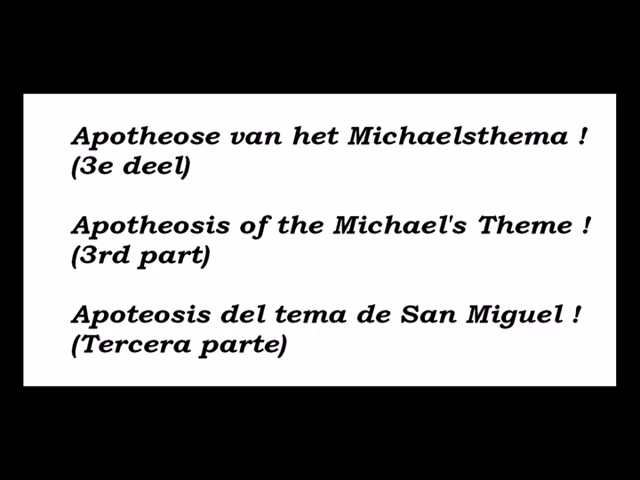 Apotheose van het Michaelsthema !
(3e deel)
Apotheosis of the Michael's Theme !
(3rd part)
Apoteosis del tema de San Miguel !
(Tercera parte)